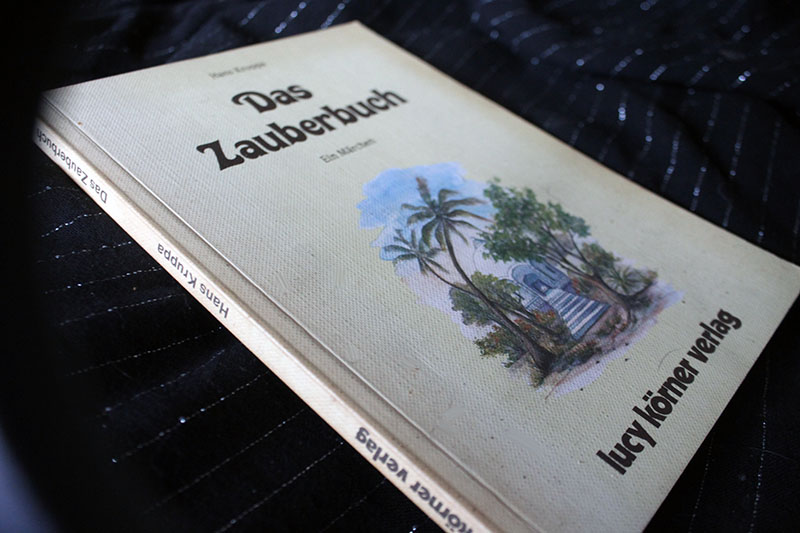 Hans Kruppa
Das
Zauberbuch
Ein Märchen
lucy körner verlag
Das Zauberbuch
Hans Kruppa
körner verlag